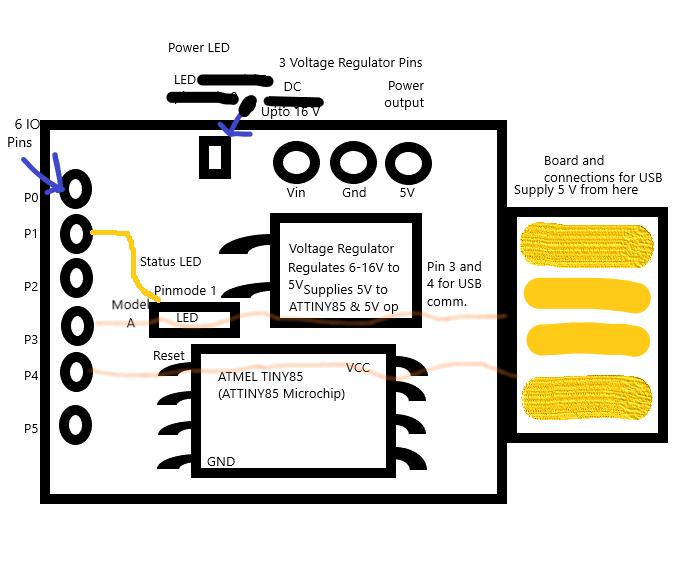 Power LED
3 Voltage Regulator Pins
LED
DC
Power
output
Upto 16 V
6 IO
Pins
Board and
connections for USB
Supply 5 V from here
P0
Vin
Gnd
5V
P1
Status LED
Voltage Regulator
Regulates 6-16V to
5V
Supplies 5V to
ATTINY85 & 5V op
Pin 3 and
4 for USB
comm.
P2
Pinmode 1
Model
A
LED
P3
Reset
VCC
P4
ATMEL TINY85
(ATTINY85 Microchip)
P5
GND